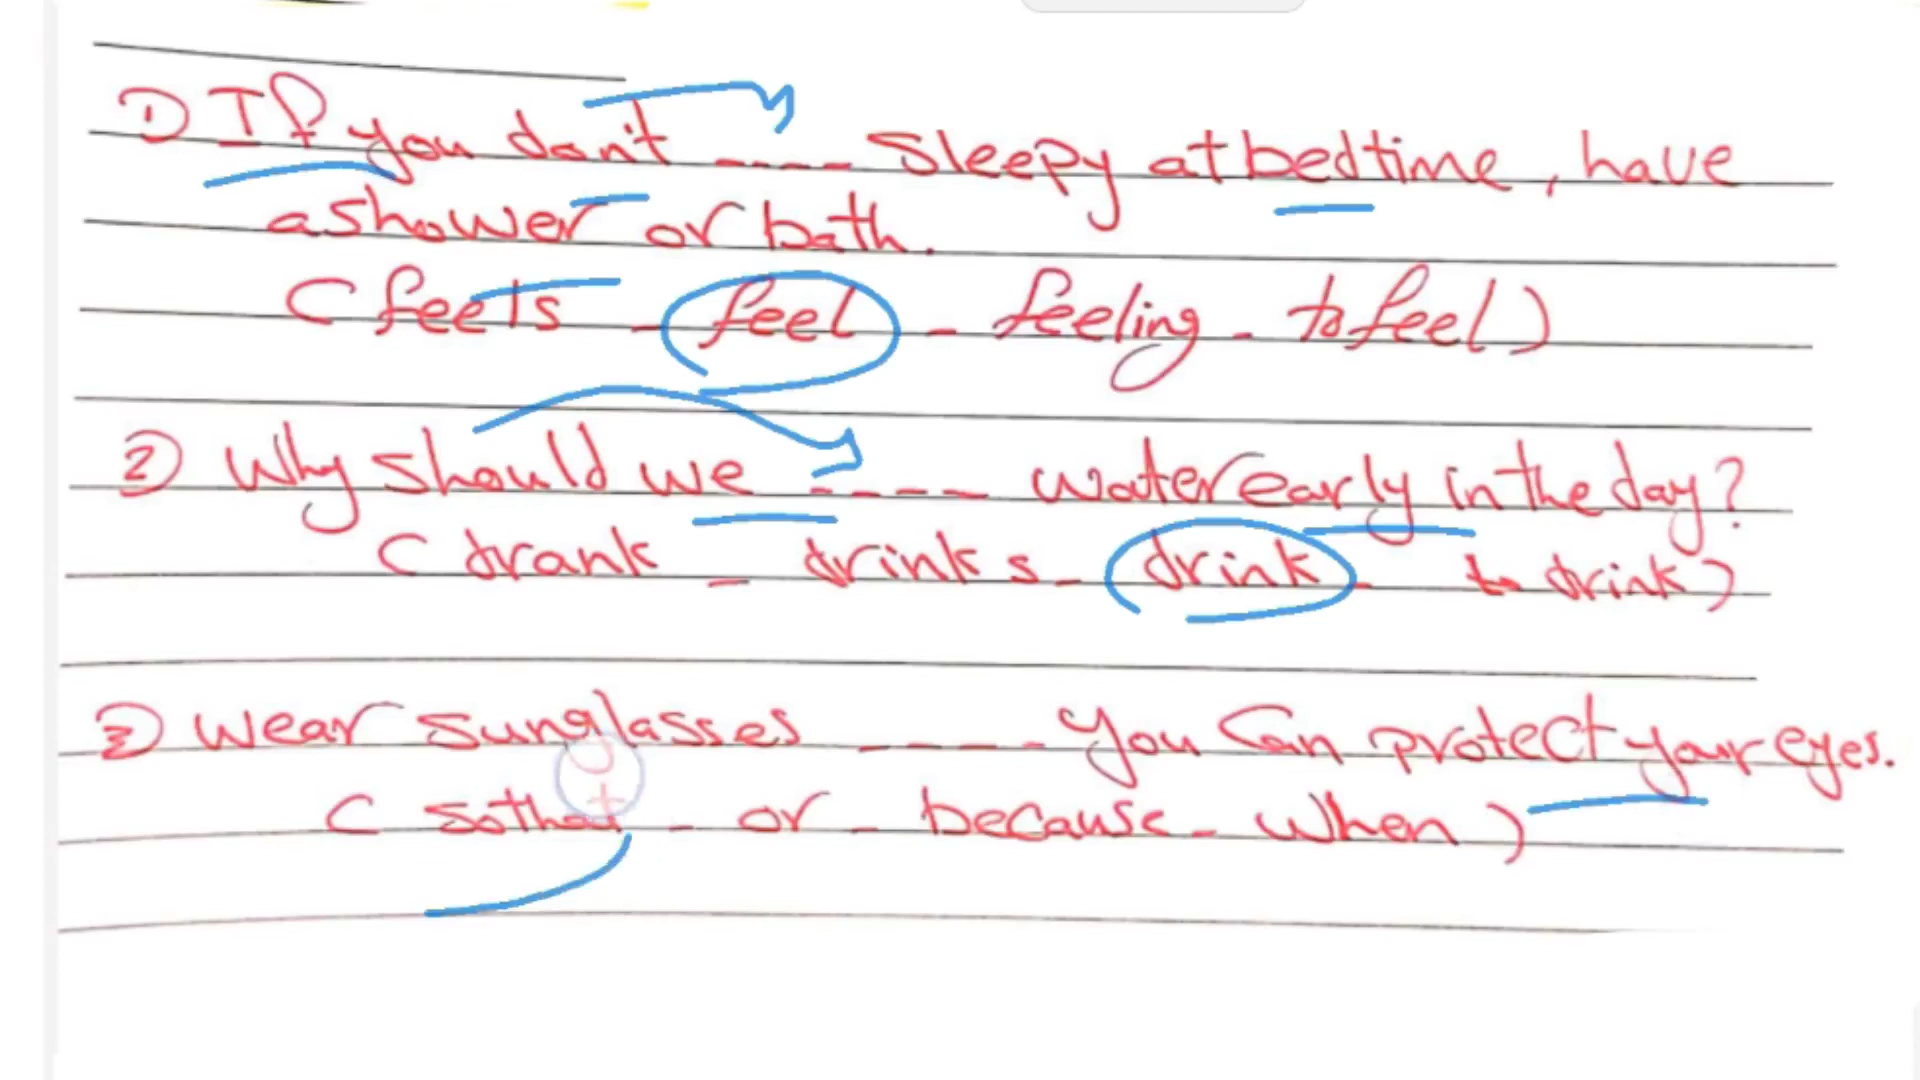 1) If you don't ---- sleepy at bedtime, have
a shower or bath.
( feels - feel - feeling - to feel )
2) Why should we ---- water early in the day?
( drank - drinks - drink - to drink )
3) Wear sunglasses ---- you can protect your eyes.
( so that - or - because - when )